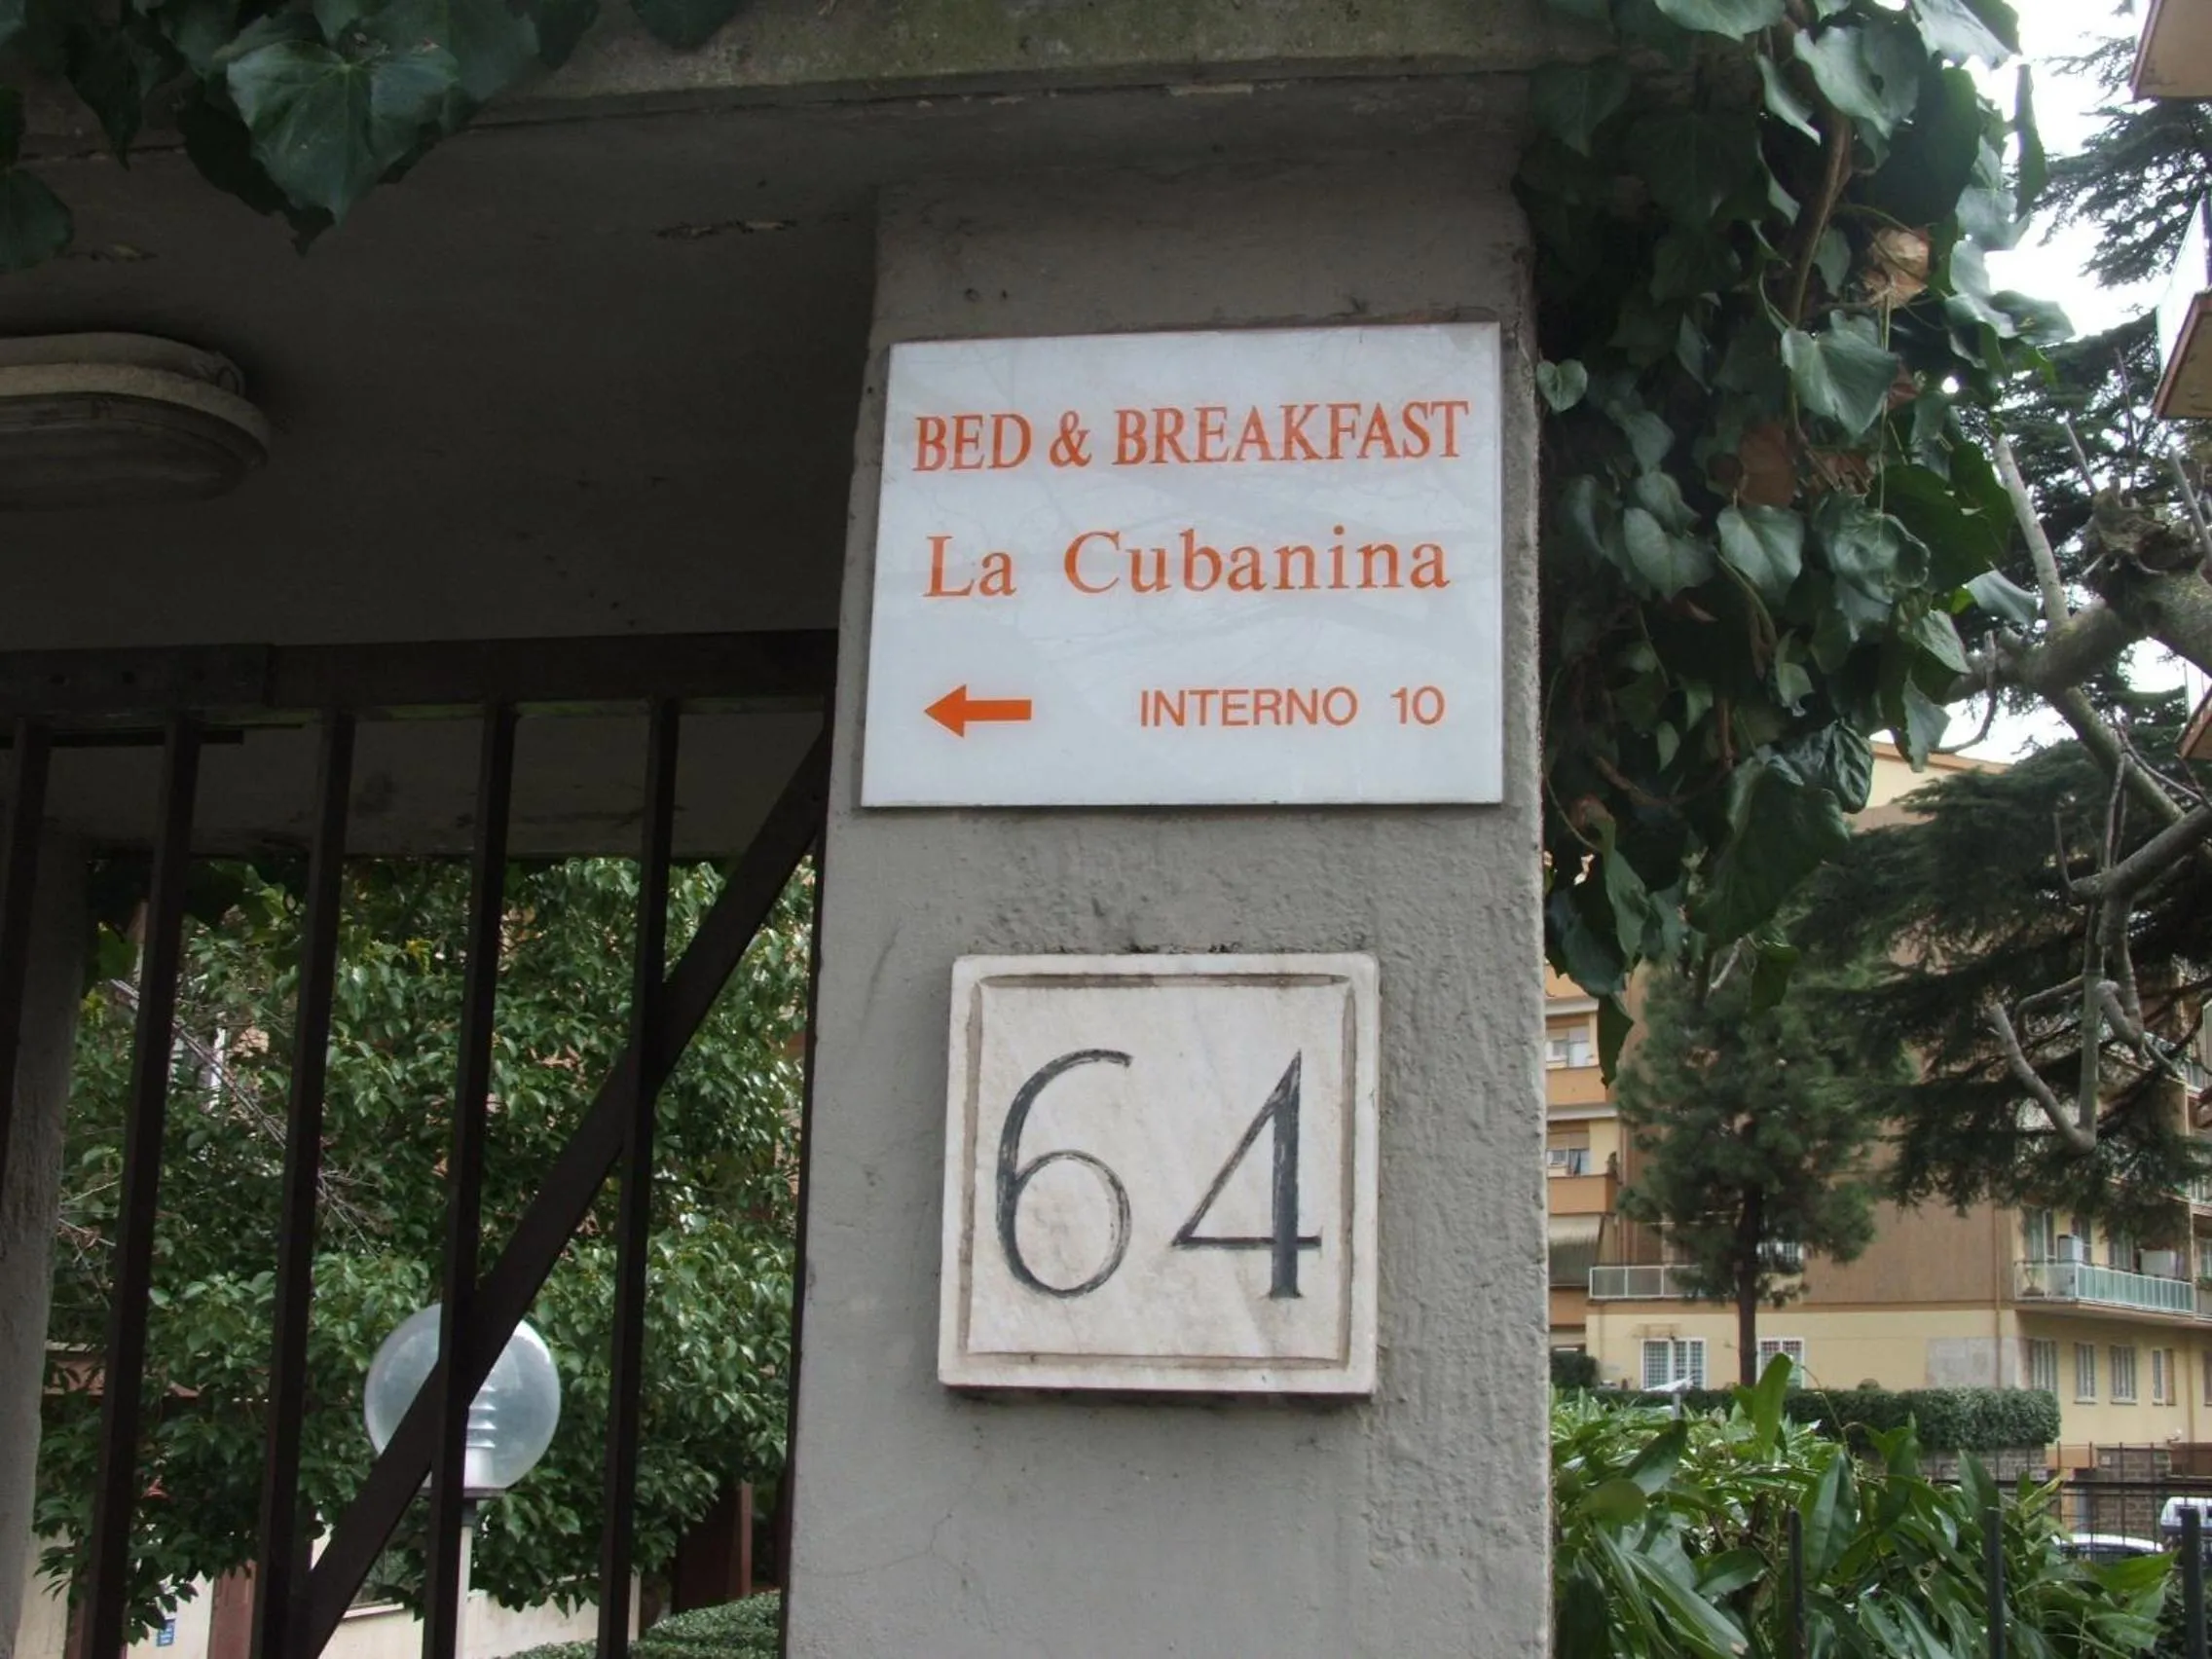 BED & BREAKFAST
La Cubanina
← INTERNO 10
64